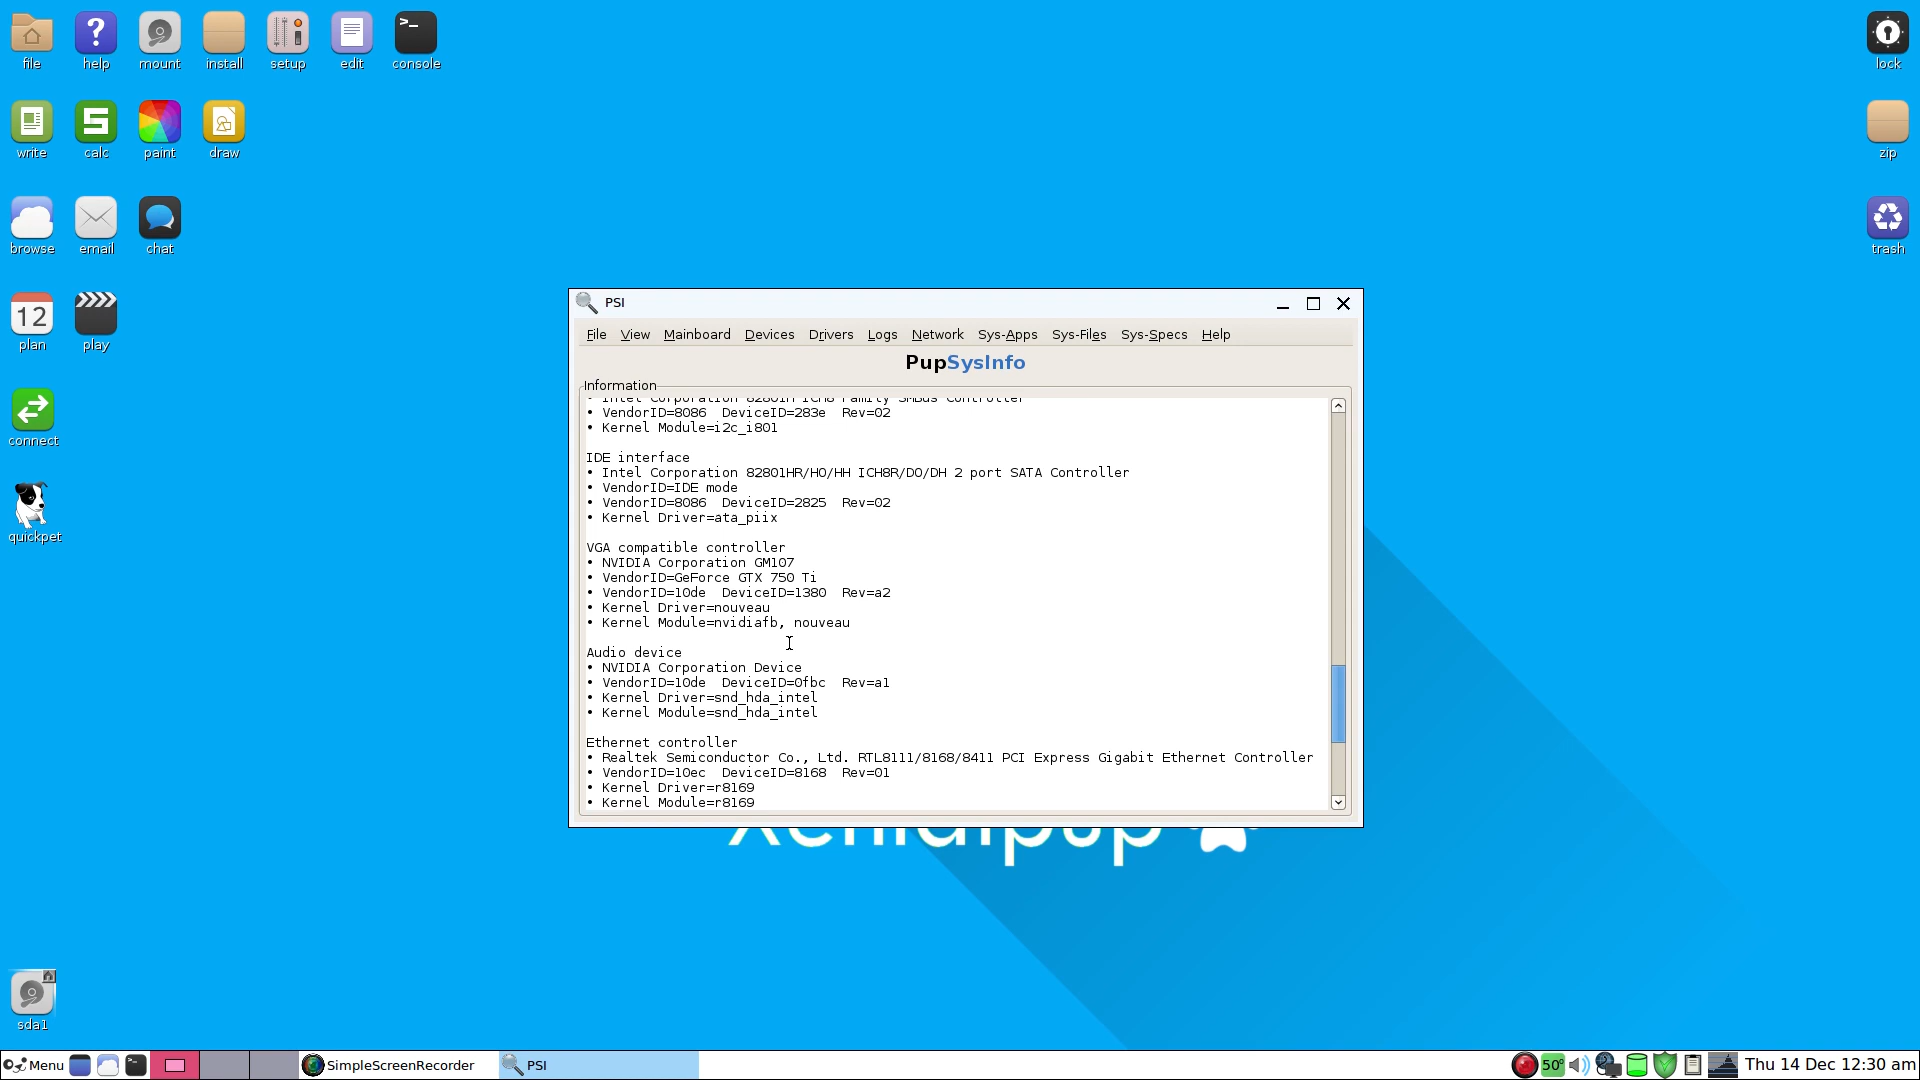 file
help
mount
install
setup
edit
>_
console
lock
write
calc
paint
draw
zip
browse
email
chat
trash
12
plan
play
connect
quickpet
sda1
PSI
File View Mainboard Devices Drivers Logs Network Sys-Apps Sys-Files Sys-Specs Help
PupSysInfo
Information
• Intel Corporation 82801H ICH8 Family SMBus Controller
• VendorID=8086 DeviceID=283e Rev=02
• Kernel Module=i2c_i801
IDE interface
• Intel Corporation 82801HR/HO/HH ICH8R/DO/DH 2 port SATA Controller
• VendorID=IDE mode
• VendorID=8086 DeviceID=2825 Rev=02
• Kernel Driver=ata_piix
VGA compatible controller
• NVIDIA Corporation GM107
• VendorID=GeForce GTX 750 Ti
• VendorID=10de DeviceID=1380 Rev=a2
• Kernel Driver=nouveau
• Kernel Module=nvidiafb, nouveau
Audio device
• NVIDIA Corporation Device
• VendorID=10de DeviceID=0fbc Rev=a1
• Kernel Driver=snd_hda_intel
• Kernel Module=snd_hda_intel
Ethernet controller
• Realtek Semiconductor Co., Ltd. RTL8111/8168/8411 PCI Express Gigabit Ethernet Controller
• VendorID=10ec DeviceID=8168 Rev=01
• Kernel Driver=r8169
• Kernel Module=r8169
xenialpup
Menu
SimpleScreenRecorder
PSI
50°
Thu 14 Dec 12:30 am